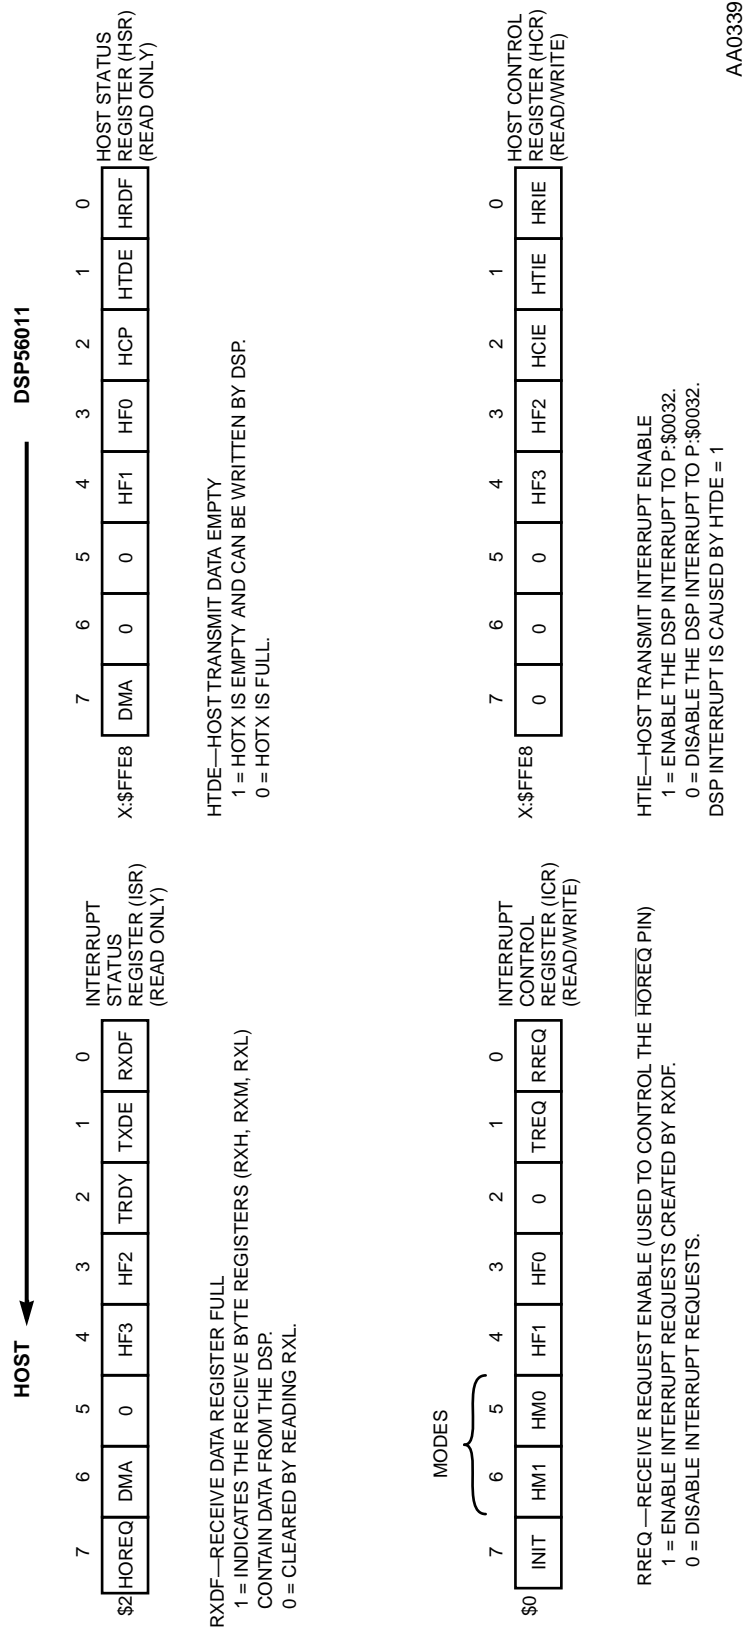 HOST DSP56011
7 6 5 4 3 2 1 0
$2 HOREQ DMA 0 HF3 HF2 TRDY TXDE RXDF
INTERRUPT
STATUS
REGISTER (ISR)
(READ ONLY)
RXDF—RECEIVE DATA REGISTER FULL
1 = INDICATES THE RECIEVE BYTE REGISTERS (RXH, RXM, RXL)
CONTAIN DATA FROM THE DSP.
0 = CLEARED BY READING RXL.
7 6 5 4 3 2 1 0
X:$FFE8 DMA 0 0 HF1 HF0 HCP HTDE HRDF
HOST STATUS
REGISTER (HSR)
(READ ONLY)
HTDE—HOST TRANSMIT DATA EMPTY
1 = HOTX IS EMPTY AND CAN BE WRITTEN BY DSP.
0 = HOTX IS FULL.
MODES
7 6 5 4 3 2 1 0
$0 INIT HM1 HM0 HF1 HF0 0 TREQ RREQ
INTERRUPT
CONTROL
REGISTER (ICR)
(READ/WRITE)
RREQ —RECEIVE REQUEST ENABLE (USED TO CONTROL THE HOREQ PIN)
1 = ENABLE INTERRUPT REQUESTS CREATED BY RXDF.
0 = DISABLE INTERRUPT REQUESTS.
7 6 5 4 3 2 1 0
X:$FFE8 0 0 0 HF3 HF2 HCIE HTIE HRIE
HOST CONTROL
REGISTER (HCR)
(READ/WRITE)
HTIE—HOST TRANSMIT INTERRUPT ENABLE
1 = ENABLE THE DSP INTERRUPT TO P:$0032.
0 = DISABLE THE DSP INTERRUPT TO P:$0032.
DSP INTERRUPT IS CAUSED BY HTDE = 1
AA0339